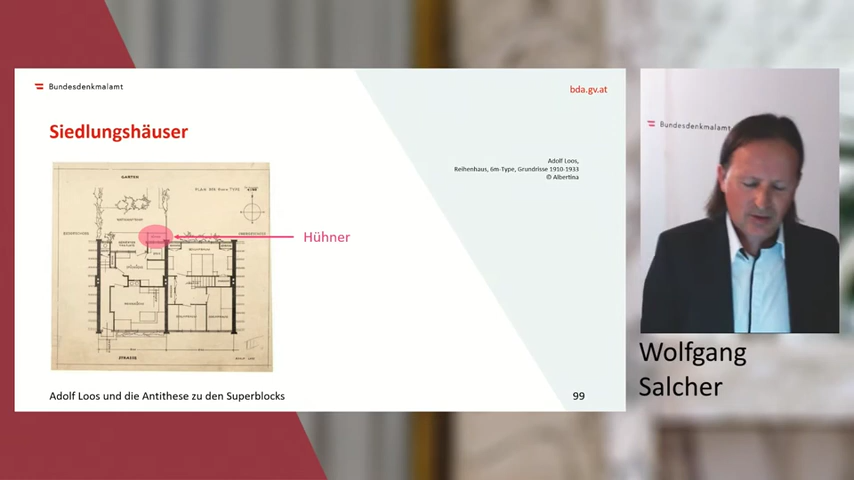 Bundesdenkmalamt
bda.gv.at
Siedlungshäuser
Adolf Loos,
Reihenhaus, 6m-Type, Grundrisse 1910-1933
© Albertina
GARTEN
Hühner
STRASSE
Adolf Loos und die Antithese zu den Superblocks
99
Bundesdenkmalamt
Wolfgang
Salcher